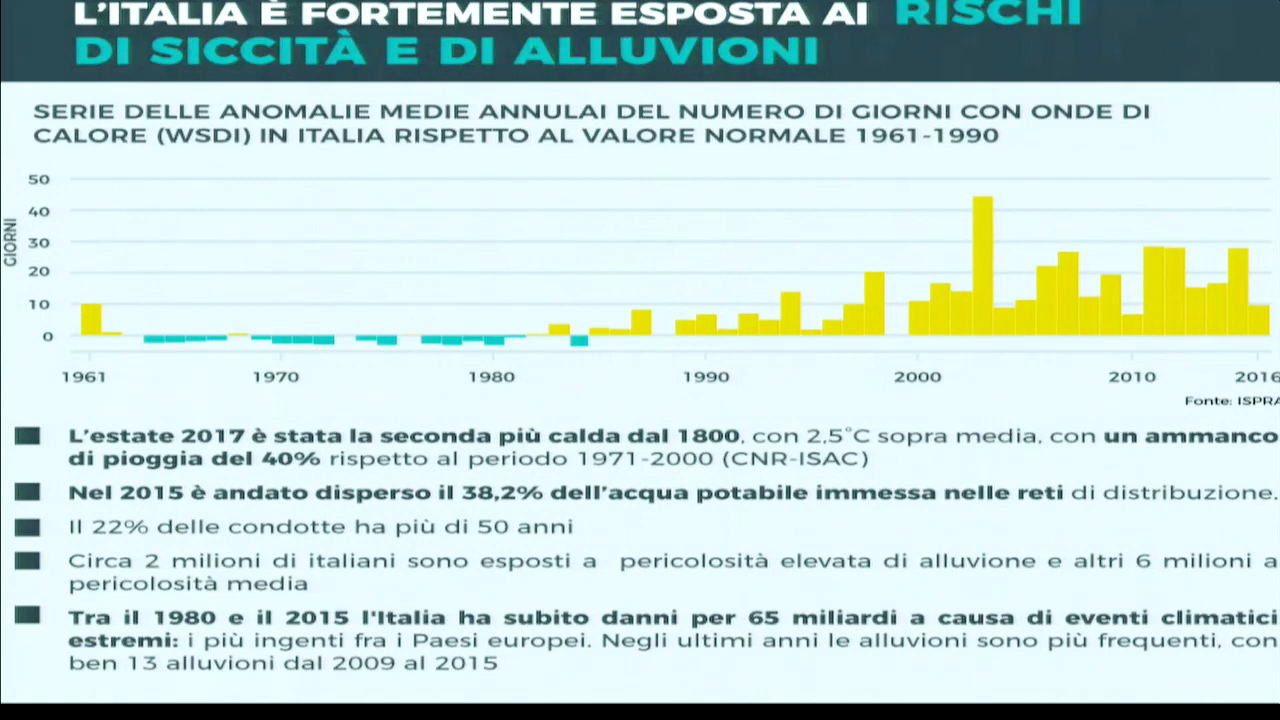 L'ITALIA È FORTEMENTE ESPOSTA AI RISCHI
DI SICCITÀ E DI ALLUVIONI
SERIE DELLE ANOMALIE MEDIE ANNULAI DEL NUMERO DI GIORNI CON ONDE DI
CALORE (WSDI) IN ITALIA RISPETTO AL VALORE NORMALE 1961-1990
GIORNI
50
40
30
20
10
0
1961 1970 1980 1990 2000 2010 2016
Fonte: ISPRA
L'estate 2017 è stata la seconda più calda dal 1800, con 2,5°C sopra media, con un ammanco
di pioggia del 40% rispetto al periodo 1971-2000 (CNR-ISAC)
Nel 2015 è andato disperso il 38,2% dell'acqua potabile immessa nelle reti di distribuzione.
Il 22% delle condotte ha più di 50 anni
Circa 2 milioni di italiani sono esposti a pericolosità elevata di alluvione e altri 6 milioni a
pericolosità media
Tra il 1980 e il 2015 l'Italia ha subito danni per 65 miliardi a causa di eventi climatici
estremi: i più ingenti fra i Paesi europei. Negli ultimi anni le alluvioni sono più frequenti, con
ben 13 alluvioni dal 2009 al 2015